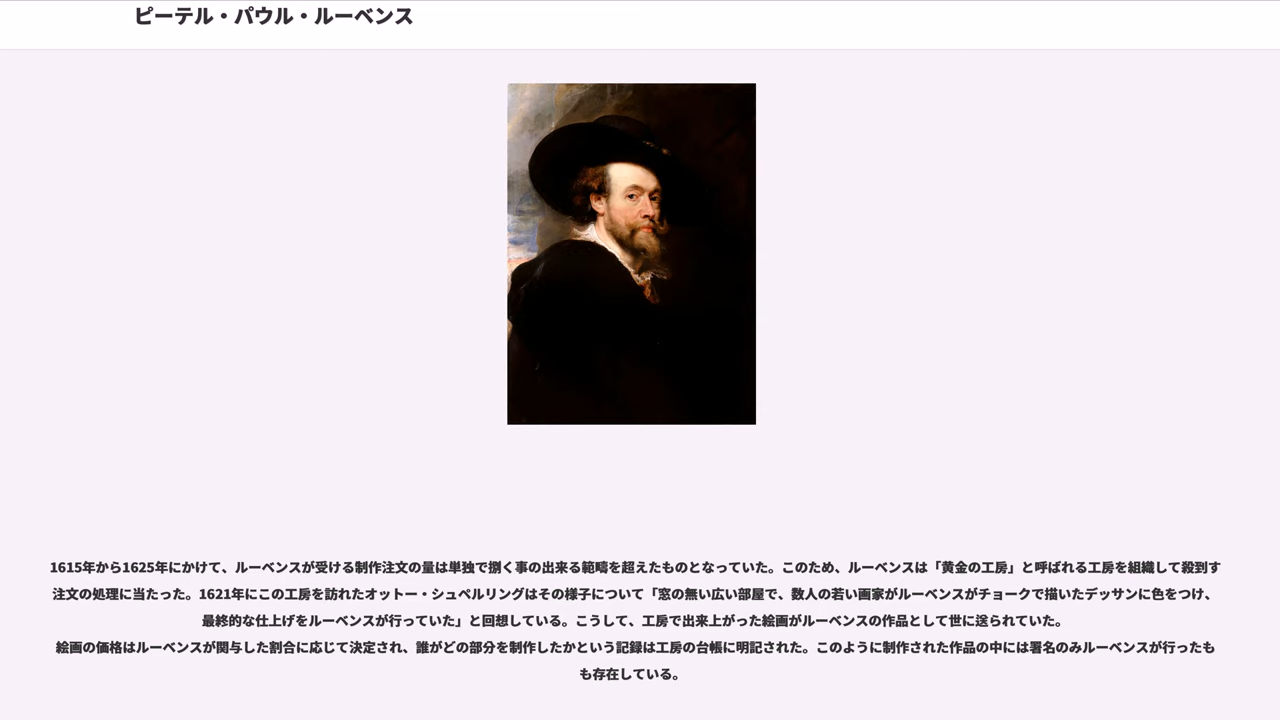 ピーテル・パウル・ルーベンス
1615年から1625年にかけて、ルーベンスが受ける制作注文の量は単独で捌く事の出来る範疇を超えたものとなっていた。このため、ルーベンスは「黄金の工房」と呼ばれる工房を組織して殺到す
注文の処理に当たった。1621年にこの工房を訪れたオットー・シュペルリングはその様子について「窓の無い広い部屋で、数人の若い画家がルーベンスがチョークで描いたデッサンに色をつけ、
最終的な仕上げをルーベンスが行っていた」と回想している。こうして、工房で出来上がった絵画がルーベンスの作品として世に送られていた。
絵画の価格はルーベンスが関与した割合に応じて決定され、誰がどの部分を制作したかという記録は工房の台帳に明記された。このように制作された作品の中には署名のみルーベンスが行ったも
も存在している。